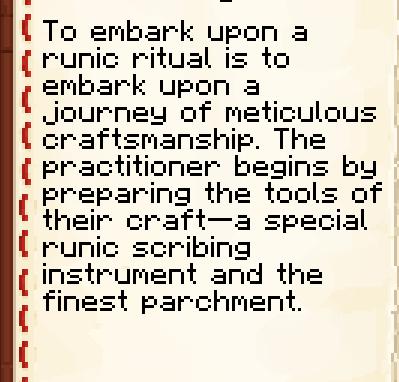 To embark upon a
runic ritual is to
embark upon a
journey of meticulous
craftsmanship. The
practitioner begins by
preparing the tools of
their craft—a special
runic scribing
instrument and the
finest parchment.